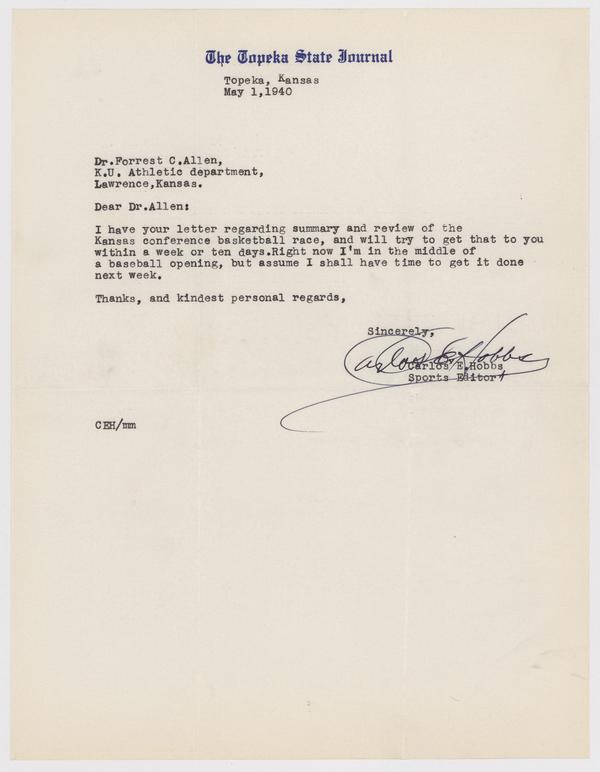 The Topeka State Journal
Topeka, Kansas
May 1,1940
Dr.Forrest C.Allen,
K.U. Athletic department,
Lawrence,Kansas.
Dear Dr.Allen:
I have your letter regarding summary and review of the
Kansas conference basketball race, and will try to get that to you
within a week or ten days.Right now I'm in the middle of
a baseball opening, but assume I shall have time to get it done
next week.
Thanks, and kindest personal regards,
Sincerely,
Carlos E. Hobbs
Carlos E.Hobbs
Sports Editor
CEH/mm